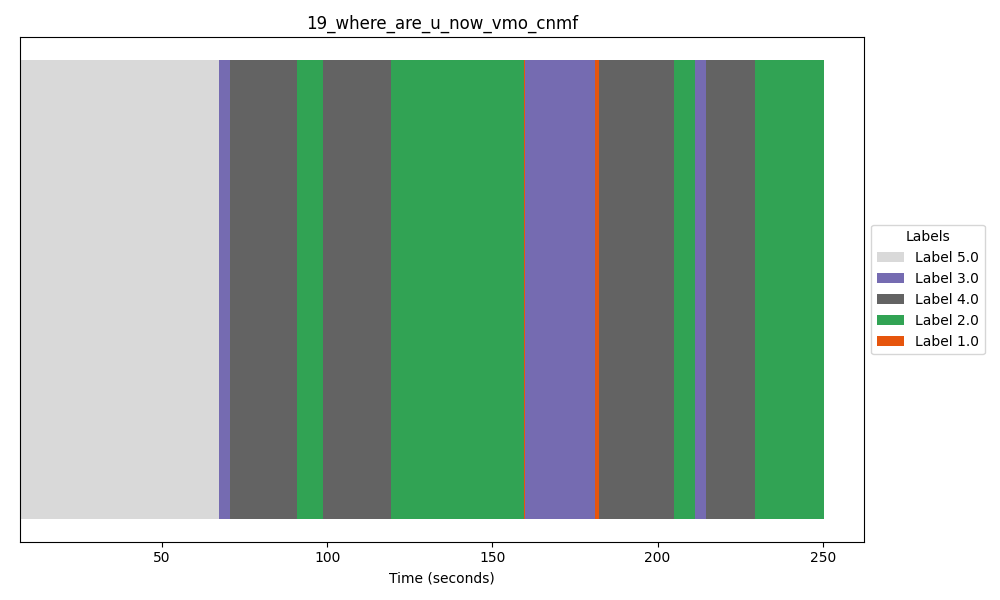 19_where_are_u_now_vmo_cnmf
Labels
Label 5.0
Label 3.0
Label 4.0
Label 2.0
Label 1.0
50 100 150 200 250
Time (seconds)